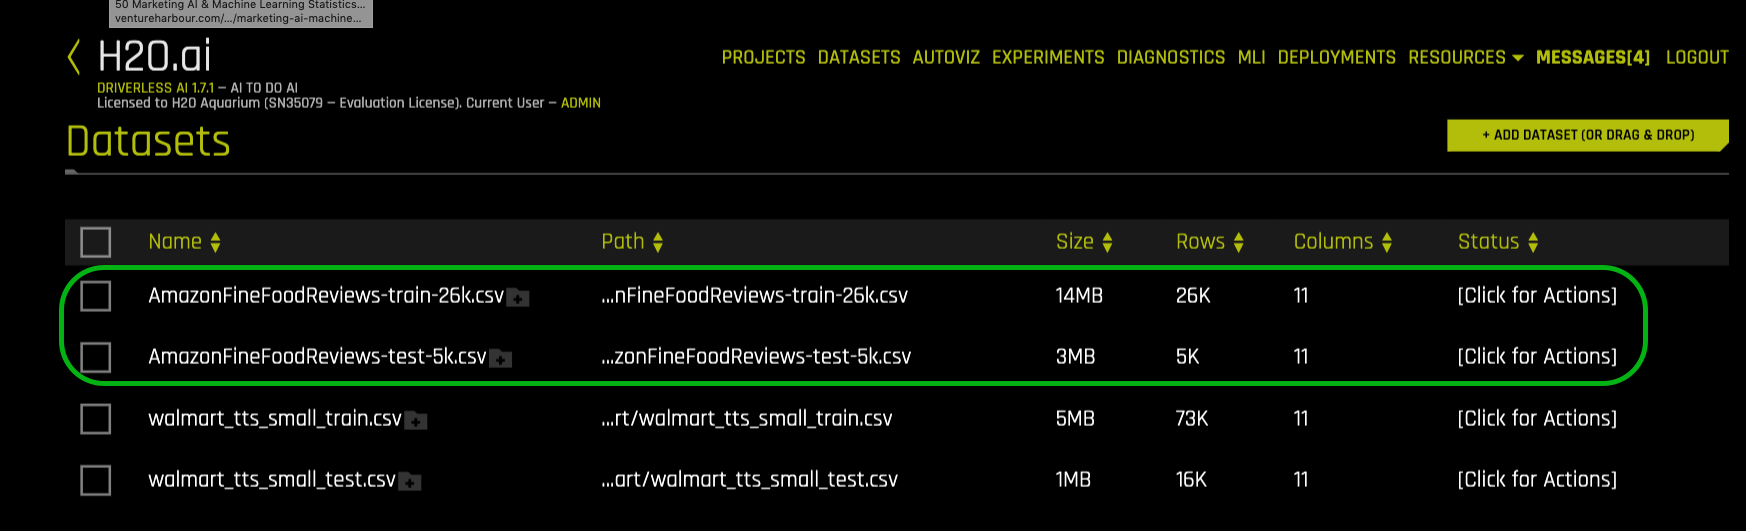 50 Marketing AI & Machine Learning Statistics...
ventureharbour.com/.../marketing-ai-machine...
H2O.ai
PROJECTS DATASETS AUTOVIZ EXPERIMENTS DIAGNOSTICS MLI DEPLOYMENTS RESOURCES MESSAGES[4] LOGOUT
DRIVERLESS AI 1.7.1 — AI TO DO AI
Licensed to H2O Aquarium (SN35079 — Evaluation License). Current User — ADMIN
Datasets
+ ADD DATASET (OR DRAG & DROP)
Name Path Size Rows Columns Status
AmazonFineFoodReviews-train-26k.csv ...nFineFoodReviews-train-26k.csv 14MB 26K 11 [Click for Actions]
AmazonFineFoodReviews-test-5k.csv ...zonFineFoodReviews-test-5k.csv 3MB 5K 11 [Click for Actions]
walmart_tts_small_train.csv ...rt/walmart_tts_small_train.csv 5MB 73K 11 [Click for Actions]
walmart_tts_small_test.csv ...art/walmart_tts_small_test.csv 1MB 16K 11 [Click for Actions]